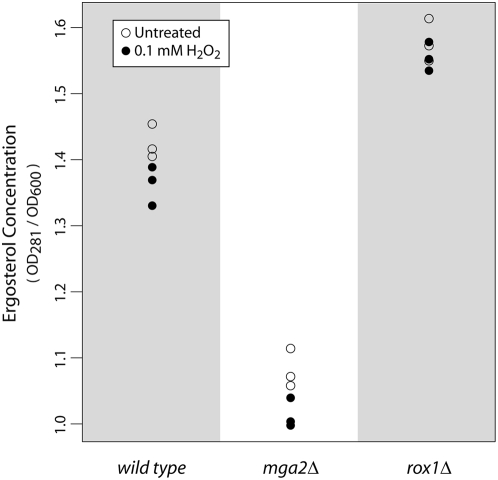 Untreated
0.1 mM H₂O₂
Ergosterol Concentration
( OD281 / OD600 )
1.6
1.5
1.4
1.3
1.2
1.1
1.0
wild type mga2Δ rox1Δ